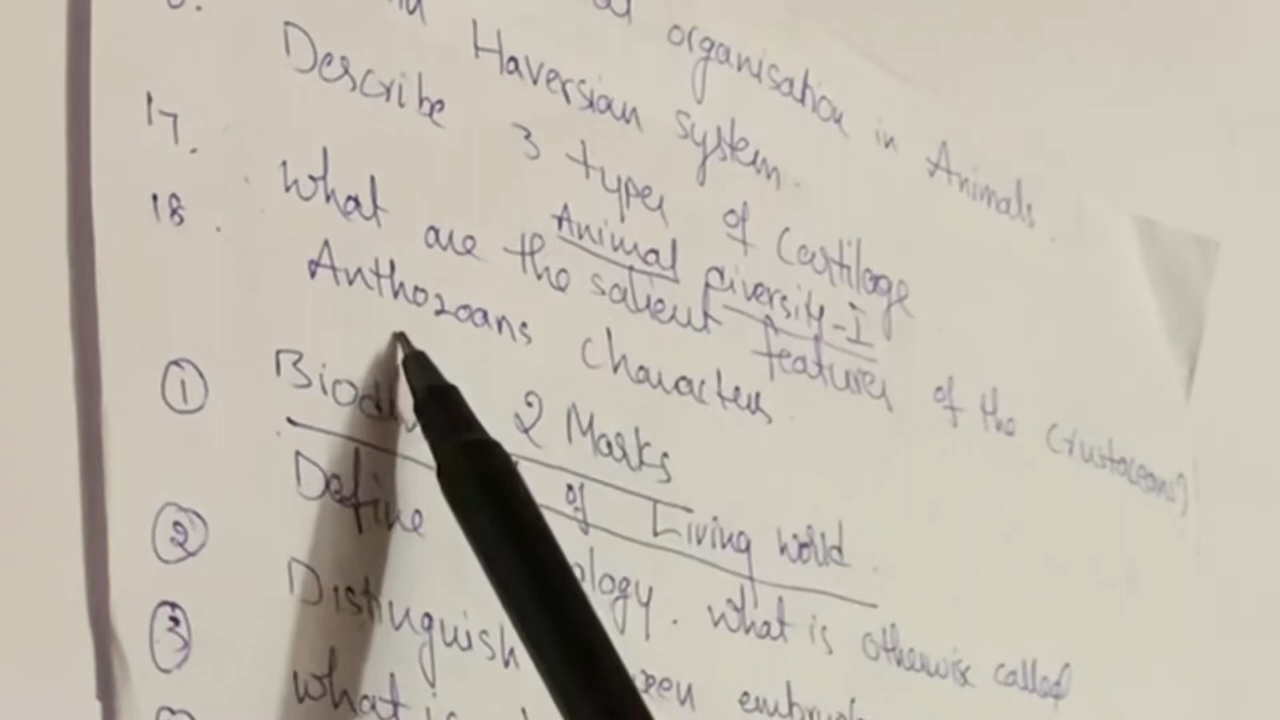 organisation in Animals.
Haversian system.
Describe 3 types of Cartilage
17.
Animal Diversity-I
18. What are the salient features of the Crustaceans?
Anthozoans characters.
2 Marks
① of Living world.
② Define What is otherwise called
③ Distinguish
What is